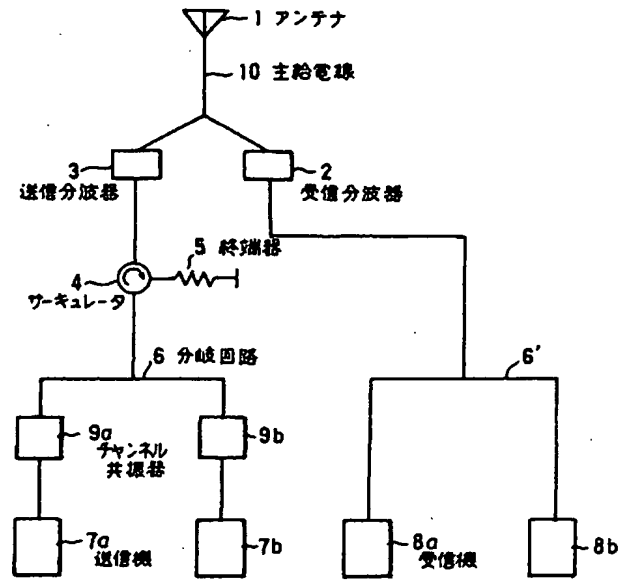 1 アンテナ
10 主給電線
3
送信分波器
2
受信分波器
5 終端器
4
サーキュレータ
6 分岐回路
6'
9a
チャンネル
共振器
9b
7a
送信機
7b
8a
受信機
8b